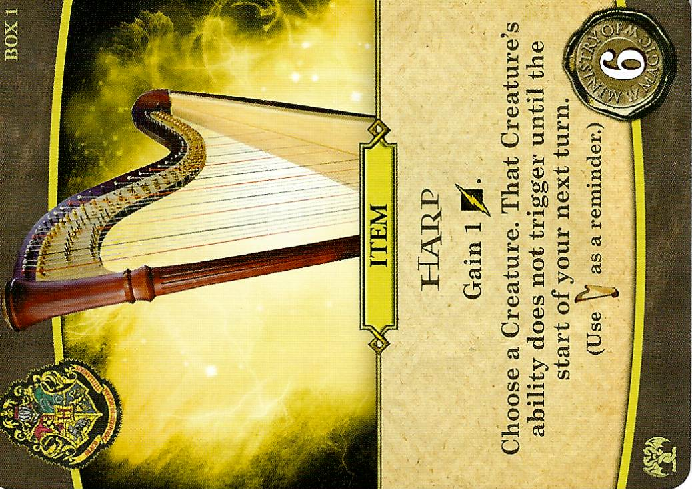 BOX 1
ITEM
HARP
Gain 1 .
Choose a Creature. That Creature's
ability does not trigger until the
start of your next turn.
(Use as a reminder.)
MINISTRY OF MAGIC
6